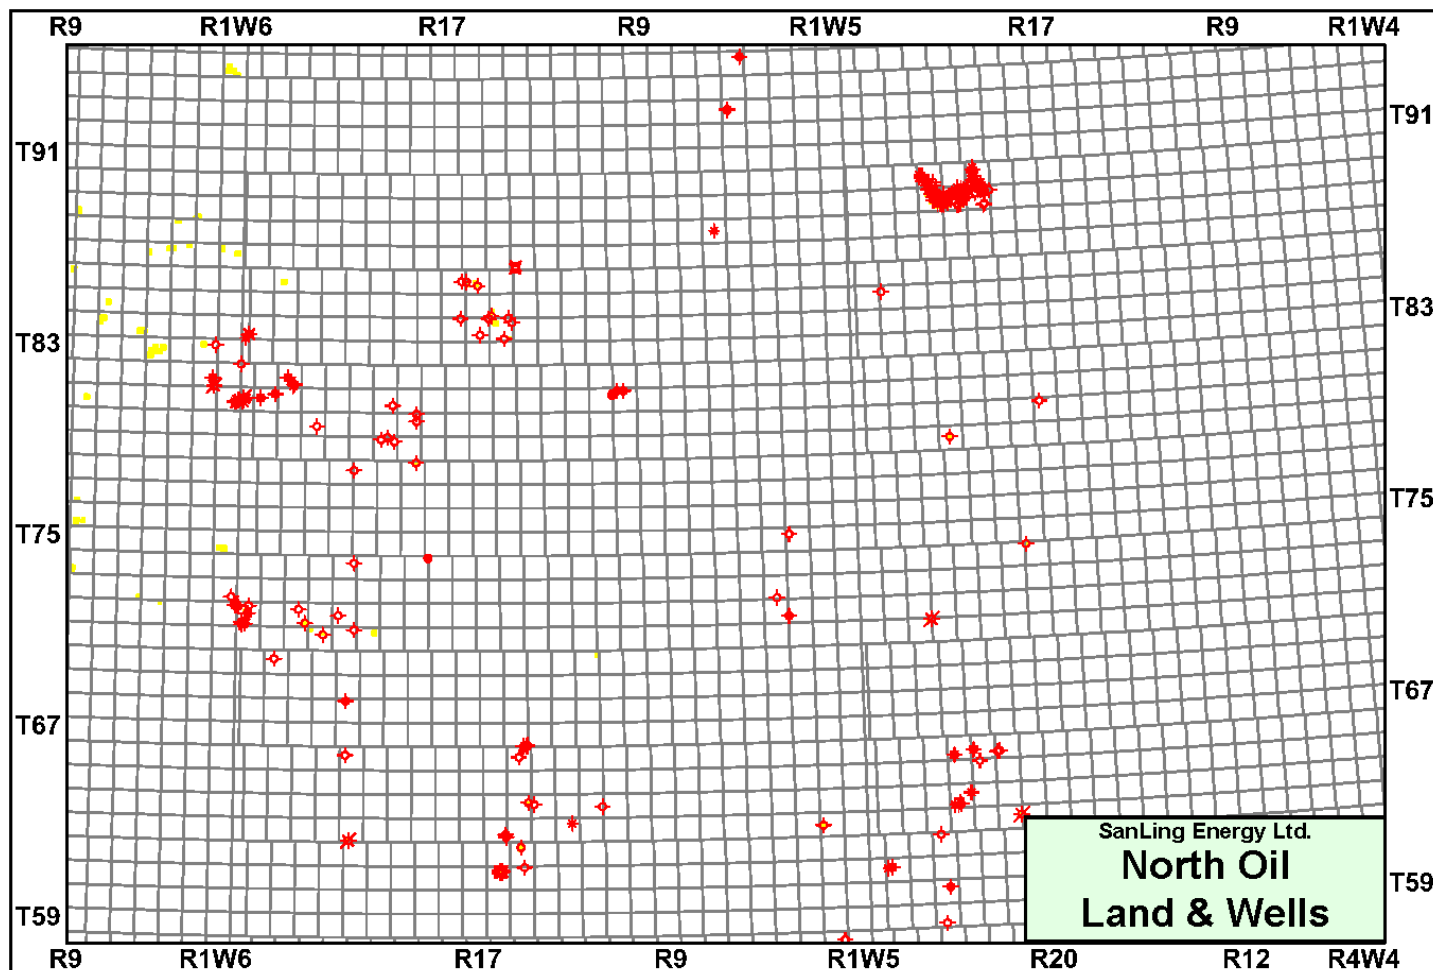 R9 R1W6 R17 R9 R1W5 R17 R9 R1W4
T91 T91
T83 T83
T75 T75
T67 T67
T59 T59
SanLing Energy Ltd.
North Oil
Land & Wells
R9 R1W6 R17 R9 R1W5 R20 R12 R4W4